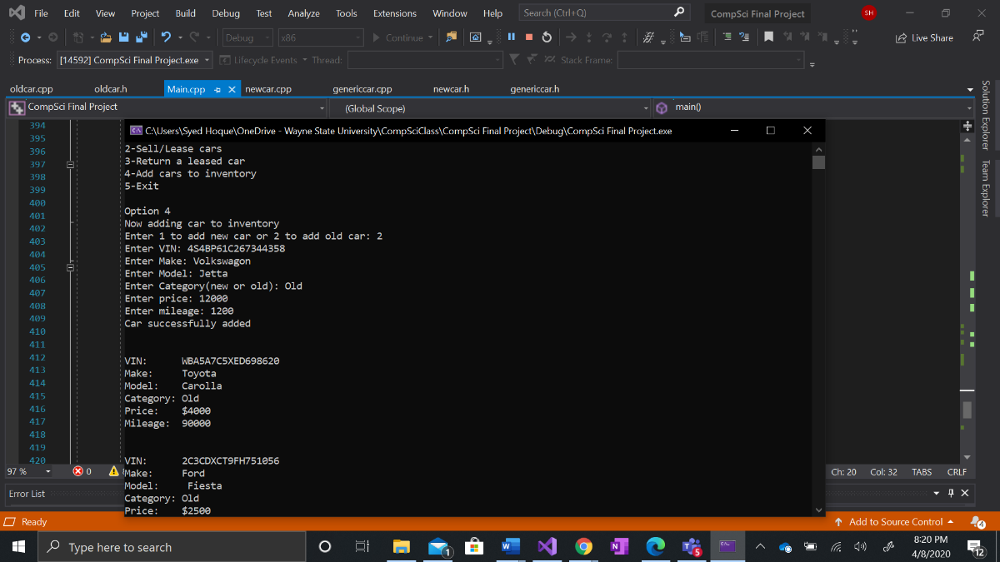 File Edit View Project Build Debug Test Analyze Tools Extensions Window Help Search (Ctrl+Q) CompSci Final Project SH
Debug x86 Continue Live Share
Process: [14592] CompSci Final Project.exe Lifecycle Events Thread: Stack Frame:
oldcar.cpp oldcar.h Main.cpp newcar.cpp genericcar.cpp newcar.h genericcar.h
CompSci Final Project (Global Scope) main()
Solution Explorer
Team Explorer
C:\Users\Syed Hoque\OneDrive - Wayne State University\CompSciClass\CompSci Final Project\Debug\CompSci Final Project.exe
394
395
396
397
398
399
400
401
402
403
404
405
406
407
408
409
410
411
412
413
414
415
416
417
418
419
420
2-Sell/Lease cars
3-Return a leased car
4-Add cars to inventory
5-Exit
Option 4
Now adding car to inventory
Enter 1 to add new car or 2 to add old car: 2
Enter VIN: 4S4BP61C267344358
Enter Make: Volkswagon
Enter Model: Jetta
Enter Category(new or old): Old
Enter price: 12000
Enter mileage: 1200
Car successfully added
VIN: WBA5A7C5XED698620
Make: Toyota
Model: Carolla
Category: Old
Price: $4000
Mileage: 90000
VIN: 2C3CDXCT9FH751056
Make: Ford
Model: Fiesta
Category: Old
Price: $2500
97 % 0 Ch: 20 Col: 32 TABS CRLF
Error List
Ready Add to Source Control 4
Type here to search 1 5 8:20 PM
4/8/2020 12